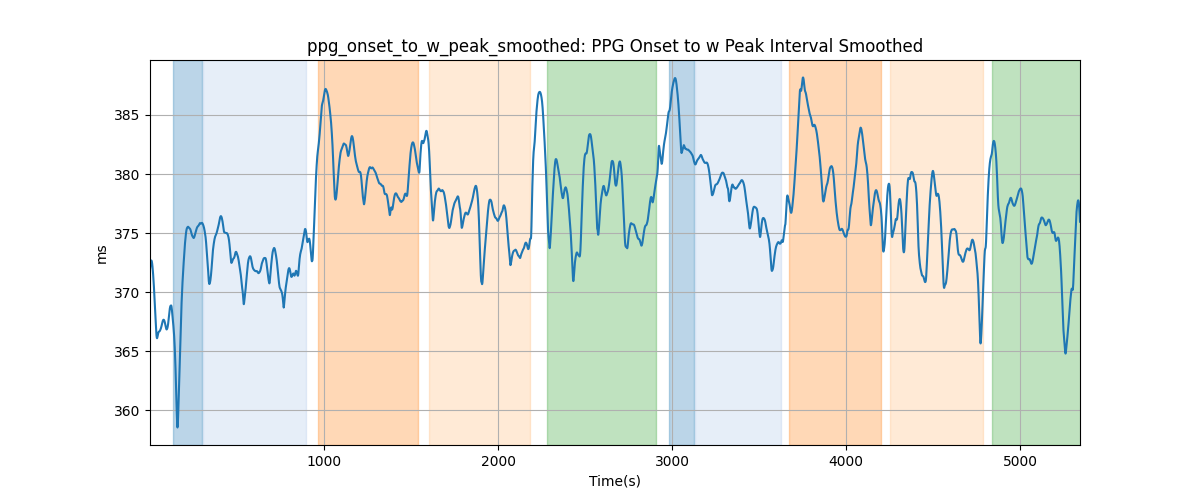 ppg_onset_to_w_peak_smoothed: PPG Onset to w Peak Interval Smoothed
385
380
375
370
365
360
ms
1000 2000 3000 4000 5000
Time(s)